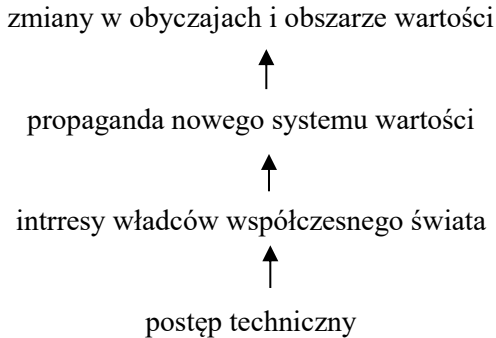 zmiany w obyczajach i obszarze wartości
propaganda nowego systemu wartości
intrresy władców współczesnego świata
postęp techniczny